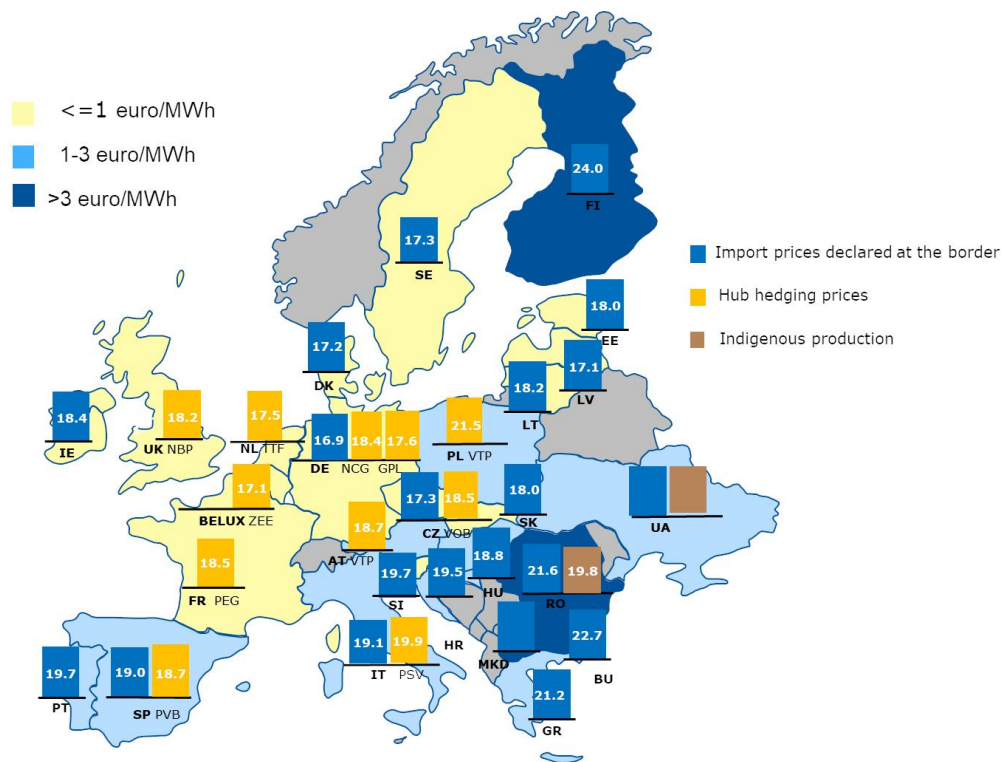 <=1 euro/MWh
1-3 euro/MWh
>3 euro/MWh
24.0
FI
17.3
SE
Import prices declared at the border
Hub hedging prices
Indigenous production
18.0
EE
17.2
DK
17.1
LV
18.2
LT
18.4
IE
18.2
UK NBP
17.5
NL TTF
16.9 18.4 17.6
DE NCG GPL
21.5
PL VTP
17.1
BELUX ZEE
17.3 18.5
CZ VOB
18.0
SK
UA
18.7
AT VTP
18.5
FR PEG
19.7
SI
19.5
HR
18.8
HU
21.6 19.8
RO
MKD
22.7
BU
19.1 19.9
IT PSV
19.7
PT
19.0 18.7
SP PVB
21.2
GR